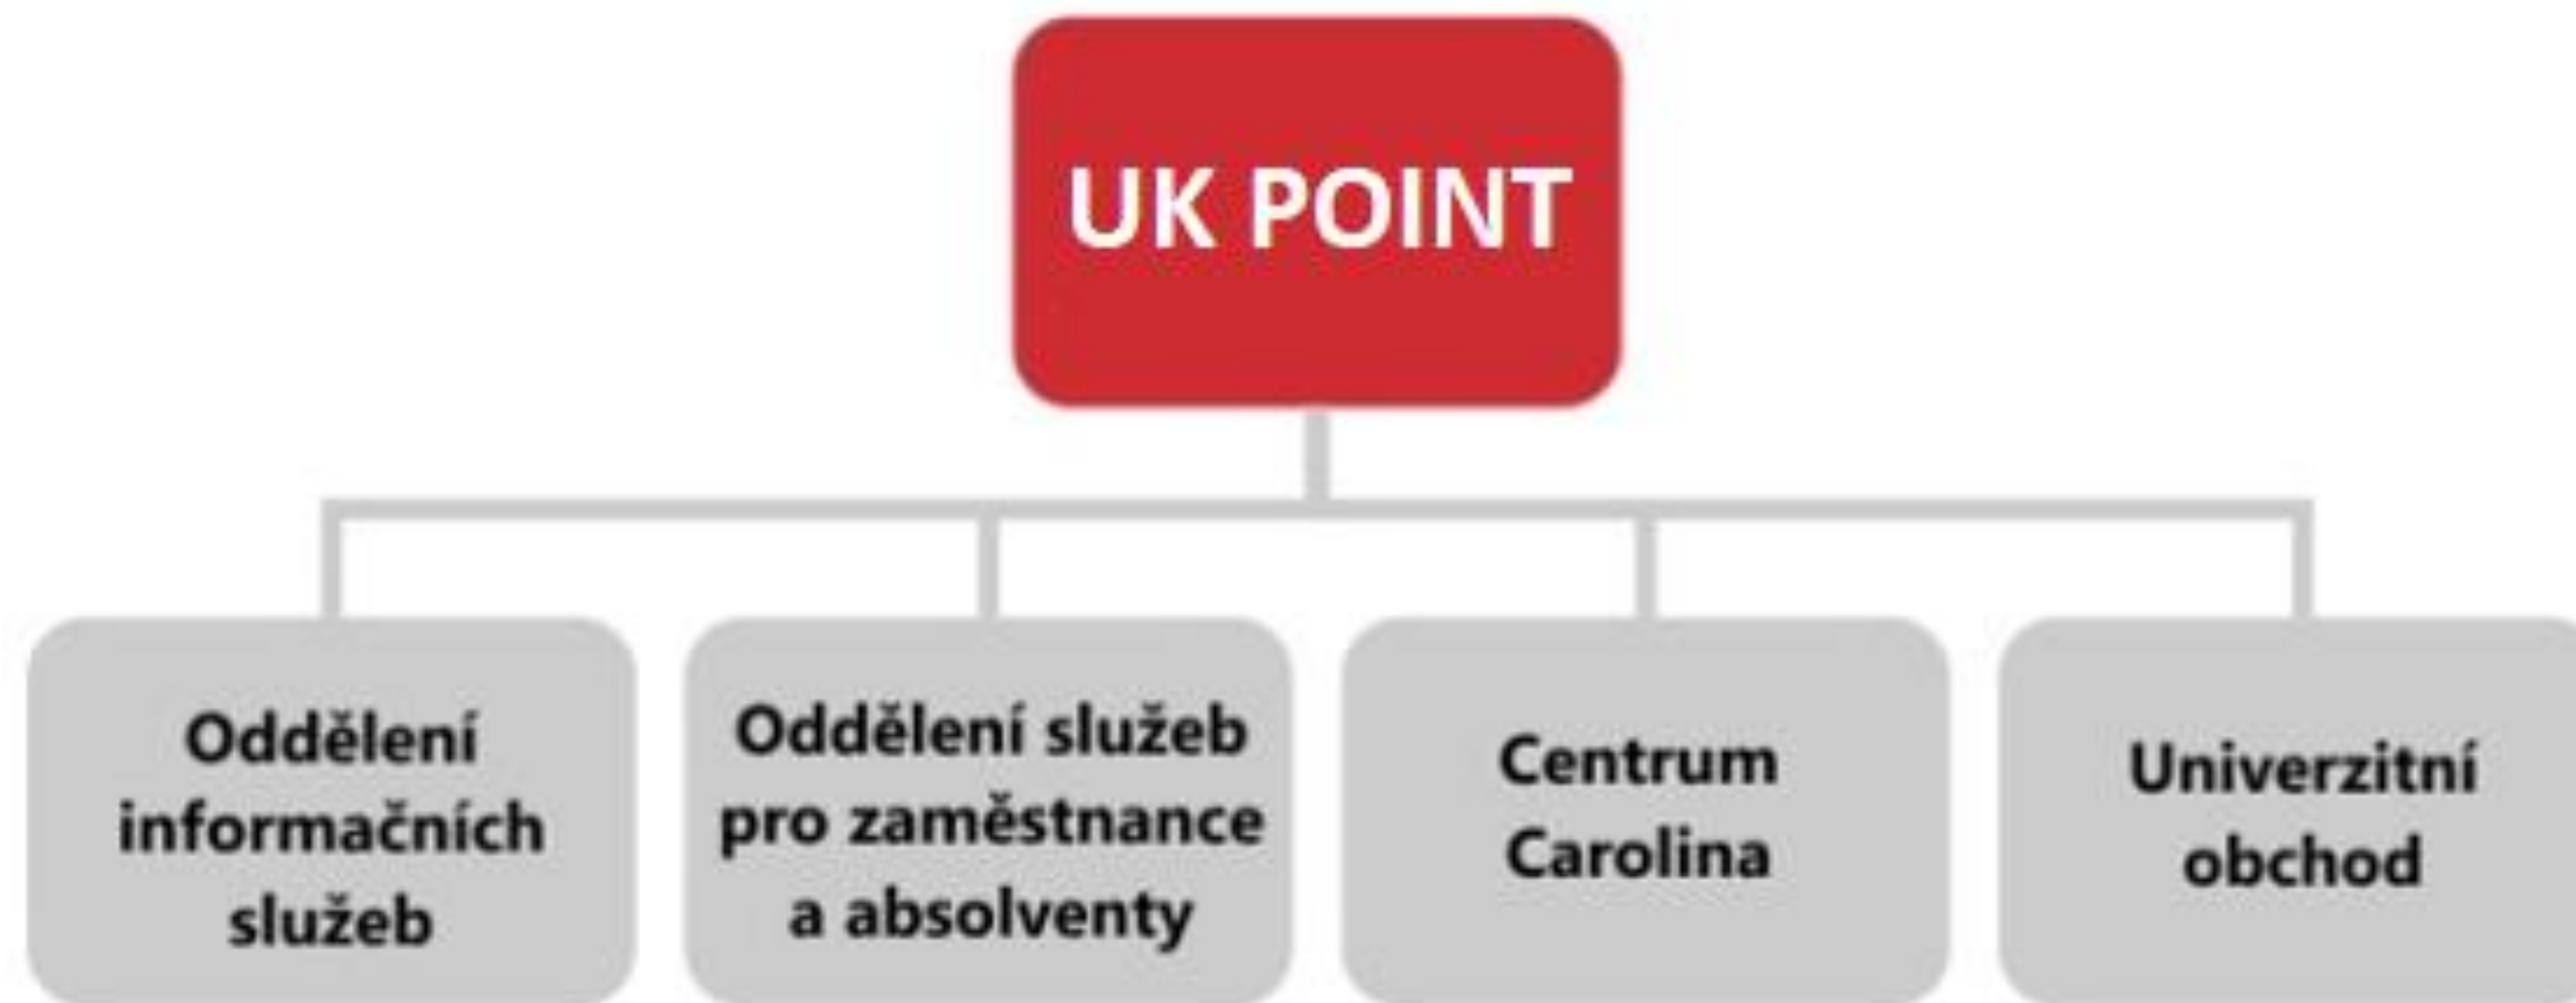 UK POINT
Oddělení
informačních
služeb
Oddělení služeb
pro zaměstnance
a absolventy
Centrum
Carolina
Univerzitní
obchod